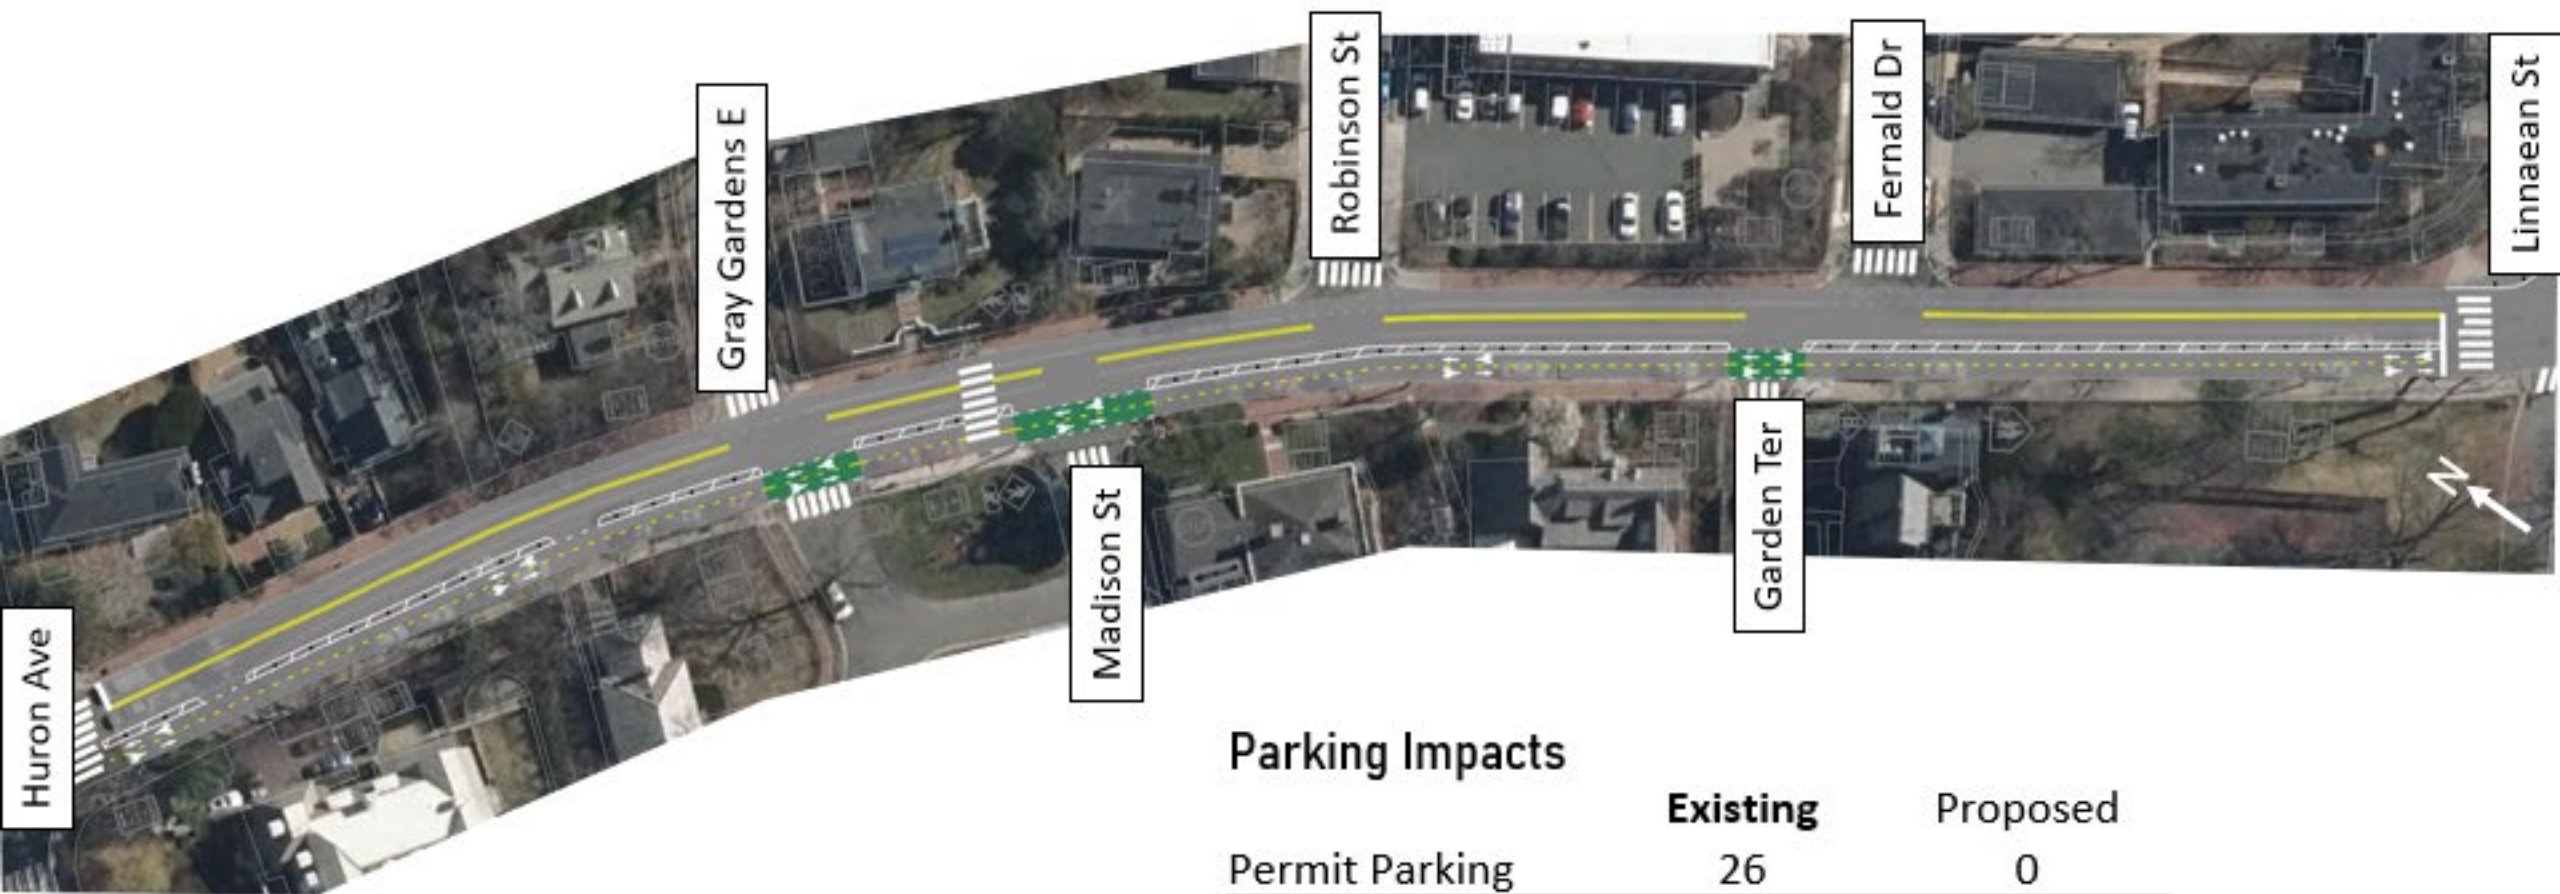 Huron Ave
Gray Gardens E
Madison St
Robinson St
Garden Ter
Fernald Dr
Linnaean St
N
Parking Impacts
Existing Proposed
Permit Parking 26 0